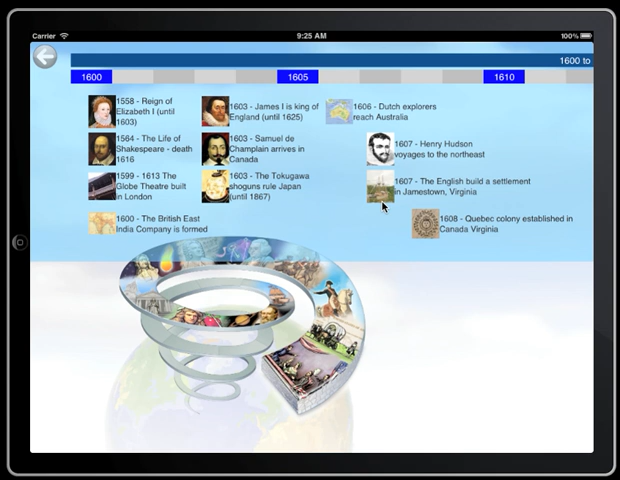 Carrier
9:25 AM
100%
1600 to
1600
1605
1610
1558 - Reign of
Elizabeth I (until
1603)
1564 - The Life of
Shakespeare - death
1616
1599 - 1613 The
Globe Theatre built
in London
1600 - The British East
India Company is formed
1603 - James I is king of
England (until 1625)
1603 - Samuel de
Champlain arrives in
Canada
1603 - The Tokugawa
shoguns rule Japan
(until 1867)
1606 - Dutch explorers
reach Australia
1607 - Henry Hudson
voyages to the northeast
1607 - The English build a settlement
in Jamestown, Virginia
1608 - Quebec colony established in
Canada Virginia